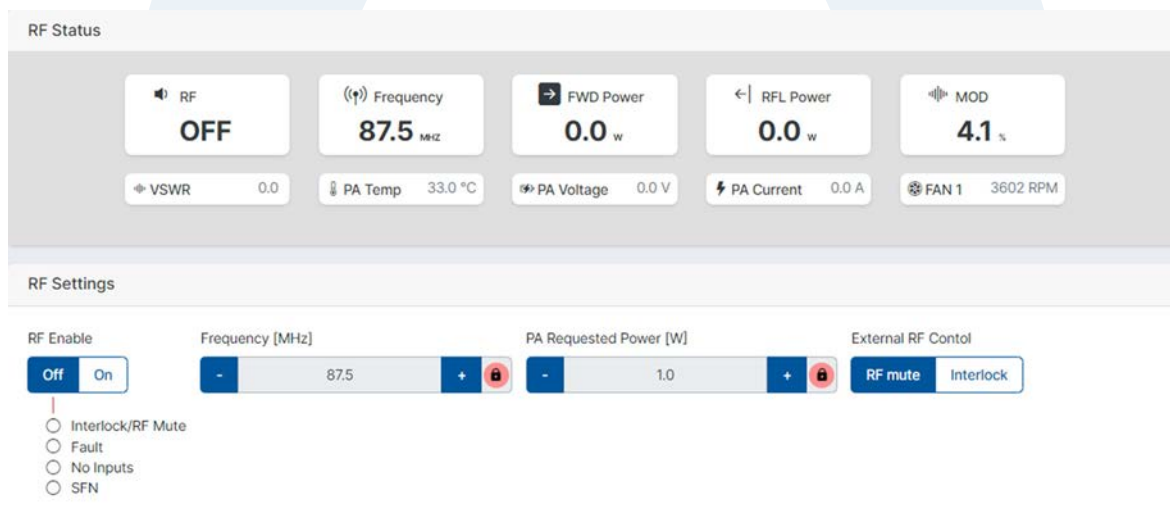 RF Status
RF
OFF
Frequency
87.5 MHZ
FWD Power
0.0 W
RFL Power
0.0 W
MOD
4.1 %
VSWR 0.0
PA Temp 33.0 °C
PA Voltage 0.0 V
PA Current 0.0 A
FAN 1 3602 RPM
RF Settings
RF Enable
Off On
Interlock/RF Mute
Fault
No Inputs
SFN
Frequency [MHz]
- 87.5 +
PA Requested Power [W]
- 1.0 +
External RF Contol
RF mute Interlock